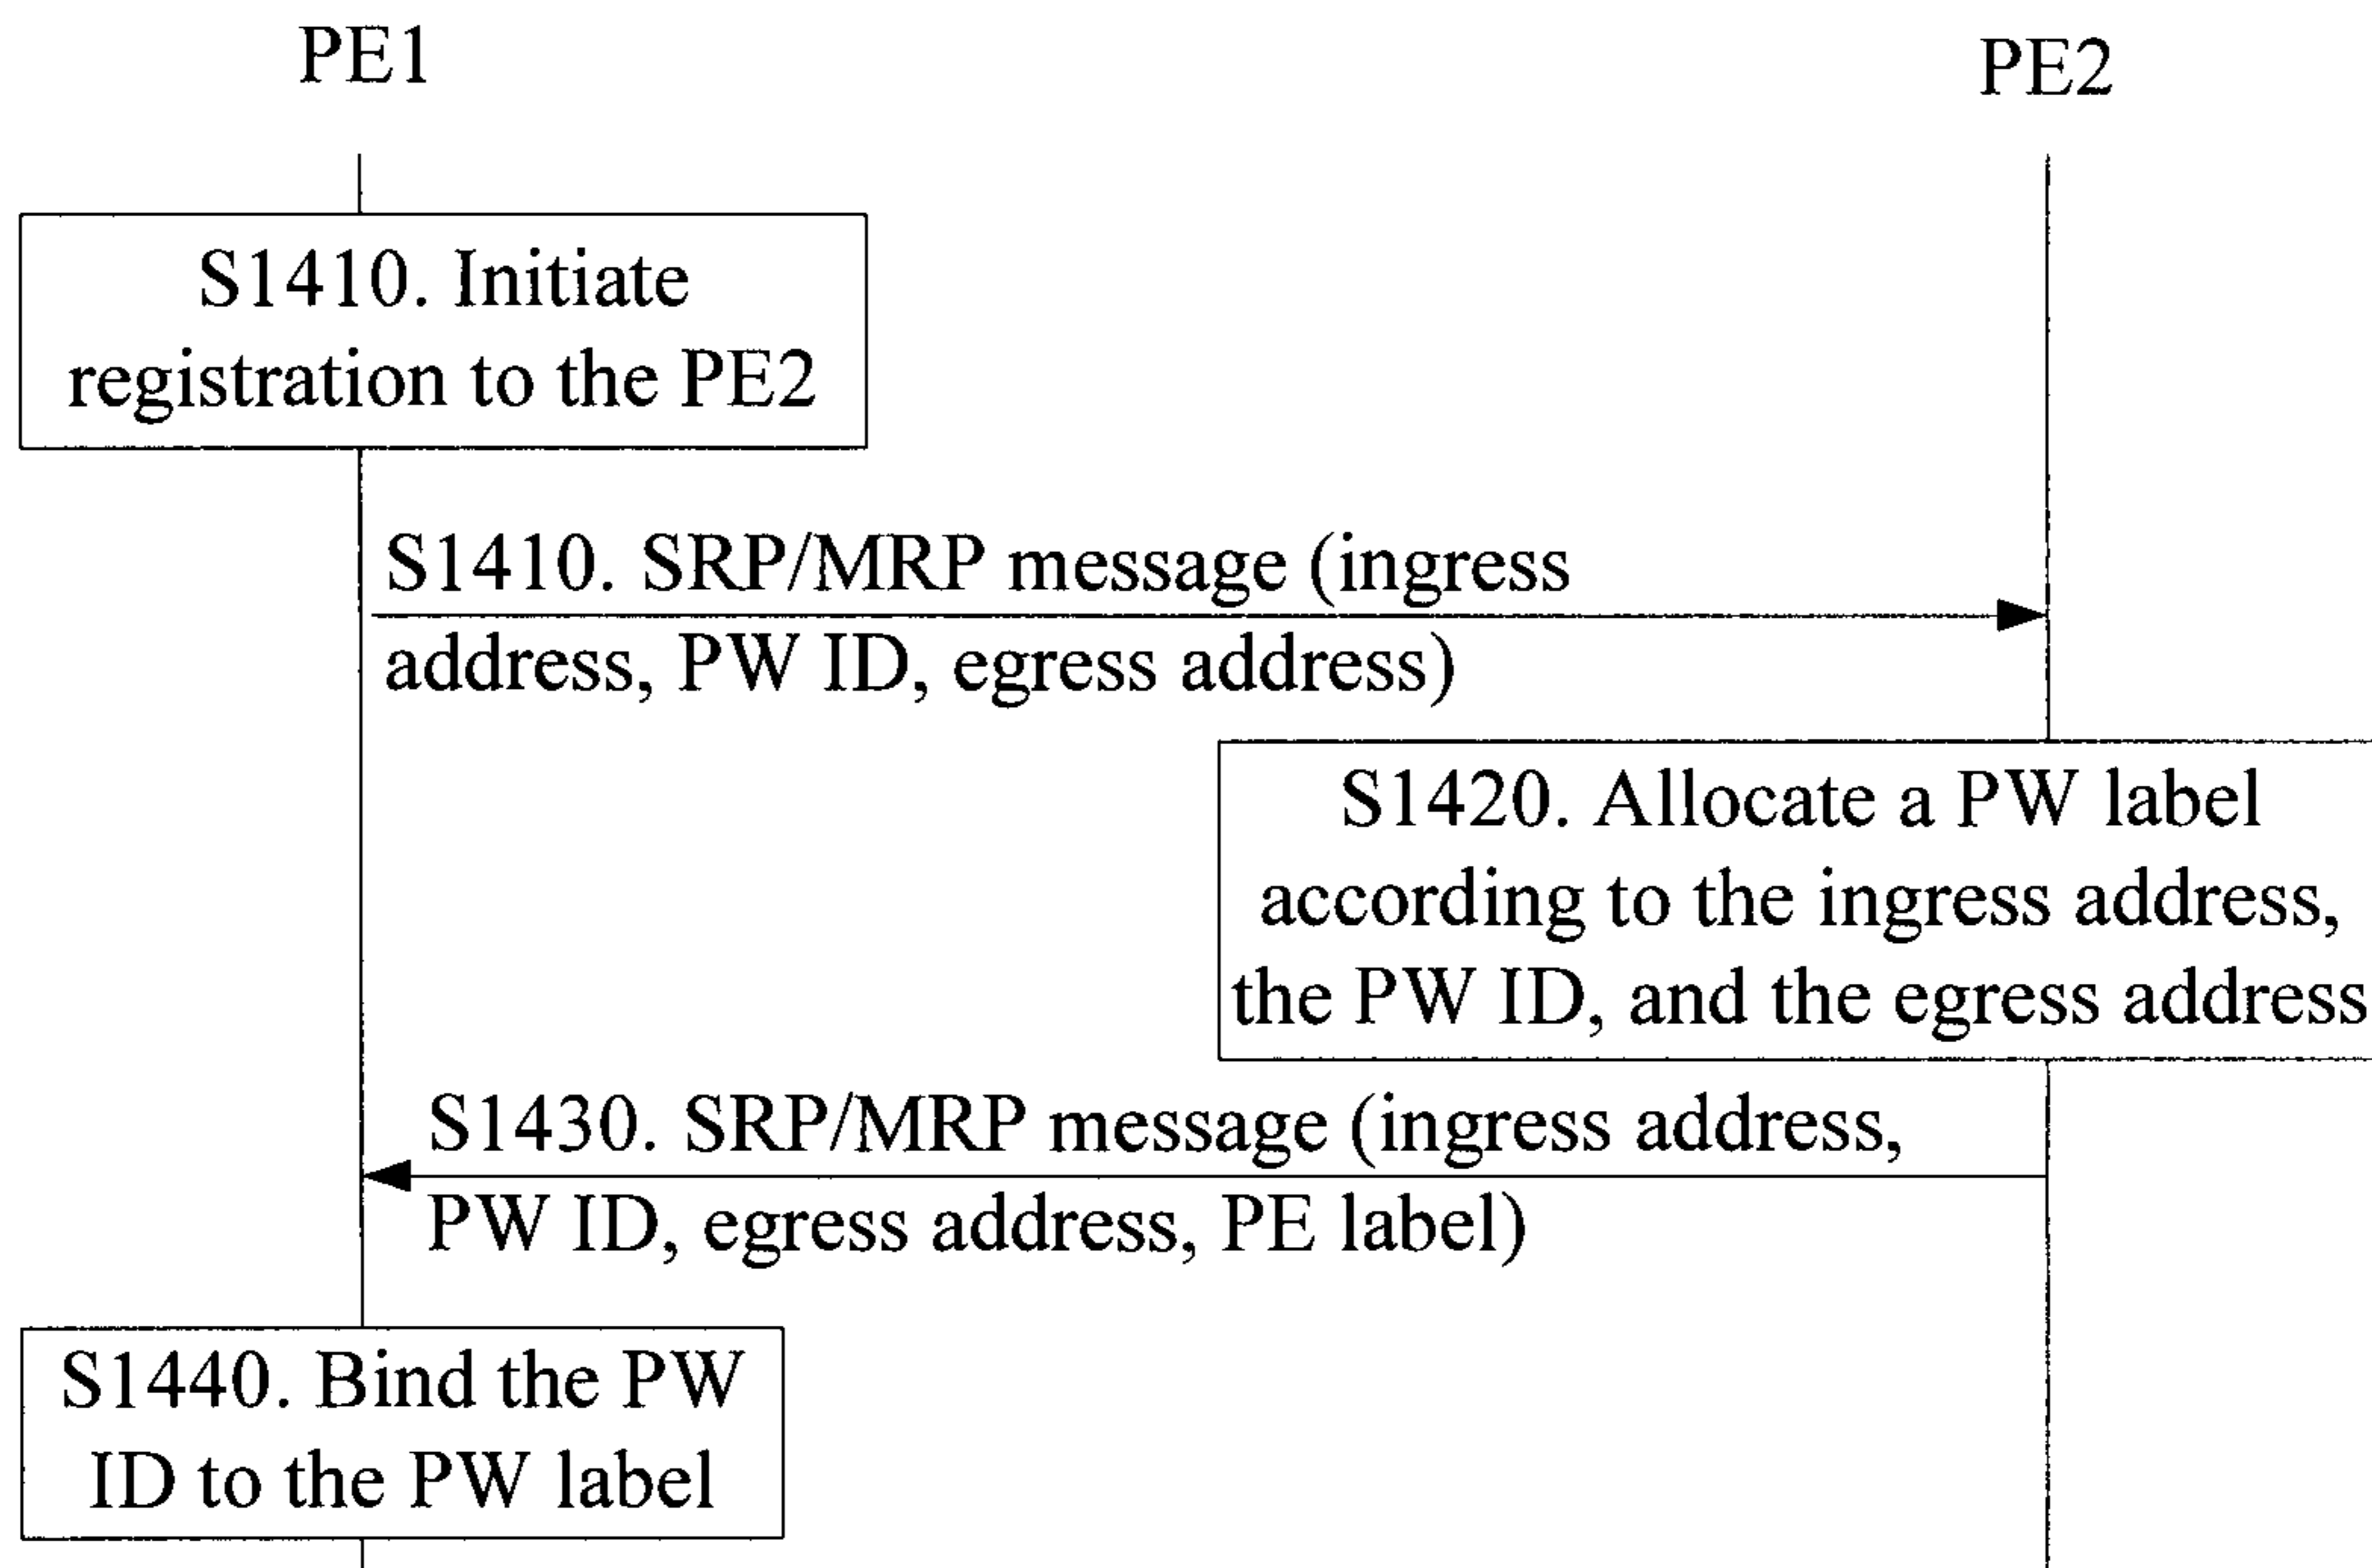 PE1
PE2
S1410. Initiate
registration to the PE2
S1410. SRP/MRP message (ingress
address, PW ID, egress address)
S1420. Allocate a PW label
according to the ingress address,
the PW ID, and the egress address
S1430. SRP/MRP message (ingress address,
PW ID, egress address, PE label)
S1440. Bind the PW
ID to the PW label